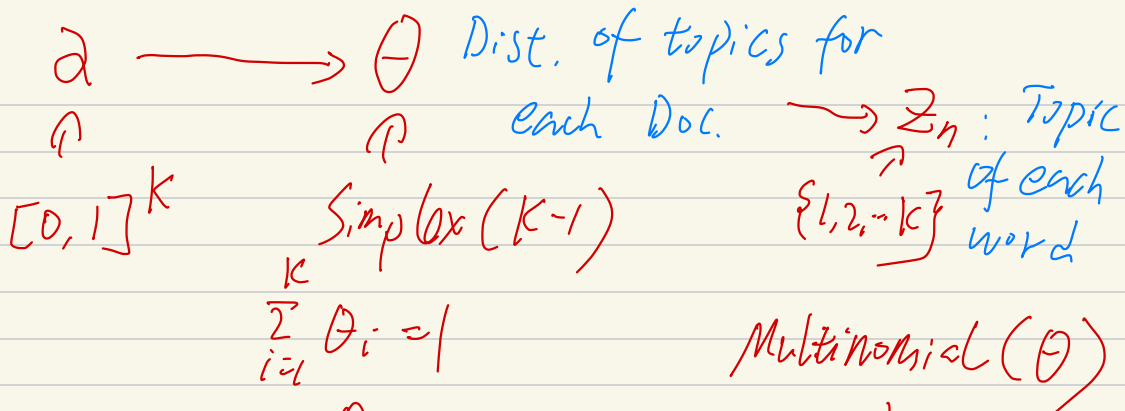 a → θ Dist. of topics for
each Doc. → Zn : Topic
↑ ↑ ↑ of each
[0,1]^K Simplex (K-1) {1,2,--K} word
K
Σ θi = 1
i=1
Multinomial (θ)